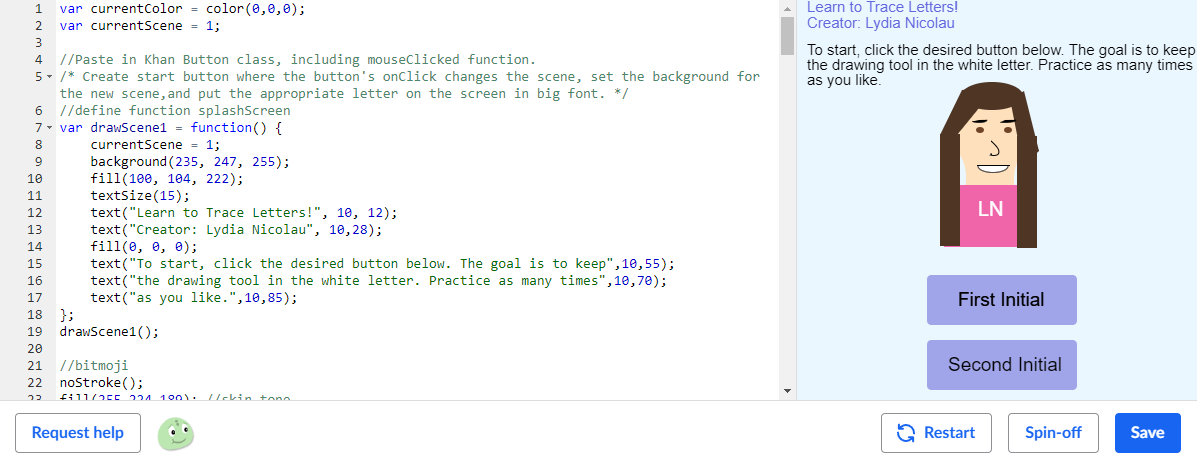 1 var currentColor = color(0,0,0);
2 var currentScene = 1;
3
4 //Paste in Khan Button class, including mouseClicked function.
5 /* Create start button where the button's onClick changes the scene, set the background for
the new scene,and put the appropriate letter on the screen in big font. */
6 //define function splashScreen
7 var drawScene1 = function() {
8 currentScene = 1;
9 background(235, 247, 255);
10 fill(100, 104, 222);
11 textSize(15);
12 text("Learn to Trace Letters!", 10, 12);
13 text("Creator: Lydia Nicolau", 10,28);
14 fill(0, 0, 0);
15 text("To start, click the desired button below. The goal is to keep",10,55);
16 text("the drawing tool in the white letter. Practice as many times",10,70);
17 text("as you like.",10,85);
18 };
19 drawScene1();
20
21 //bitmoji
22 noStroke();
23 fill(255,224,189); //skin tone
Learn to Trace Letters!
Creator: Lydia Nicolau
To start, click the desired button below. The goal is to keep
the drawing tool in the white letter. Practice as many times
as you like.
LN
First Initial
Second Initial
Request help
Restart
Spin-off
Save